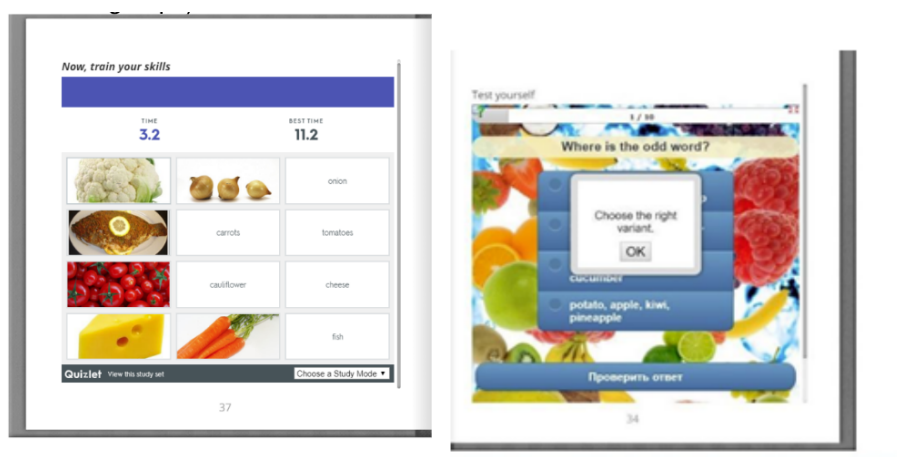 Now, train your skills
TIME
3.2
BEST TIME
11.2
onion
carrots
tomatoes
cauliflower
cheese
fish
Quizlet View this study set
Choose a Study Mode
37
Test yourself
1 / 10
Where is the odd word?
Choose the right
variant.
OK
cucumber
potato, apple, kiwi,
pineapple
Проверить ответ
34